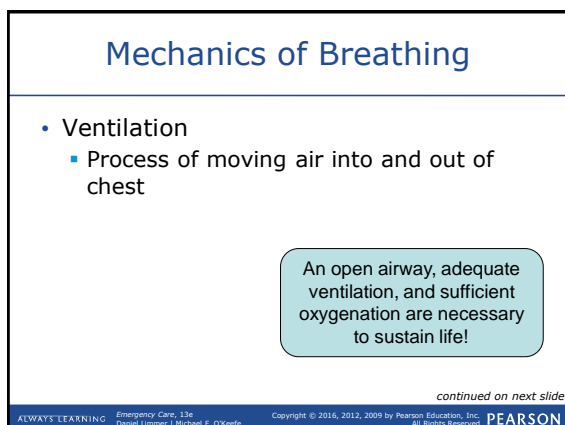 Mechanics of Breathing
• Ventilation
▪ Process of moving air into and out of
chest
An open airway, adequate
ventilation, and sufficient
oxygenation are necessary
to sustain life!
continued on next slide
ALWAYS LEARNING
Emergency Care, 13e
Daniel Limmer | Michael F. O'Keefe
Copyright © 2016, 2012, 2009 by Pearson Education, Inc.
All Rights Reserved
PEARSON